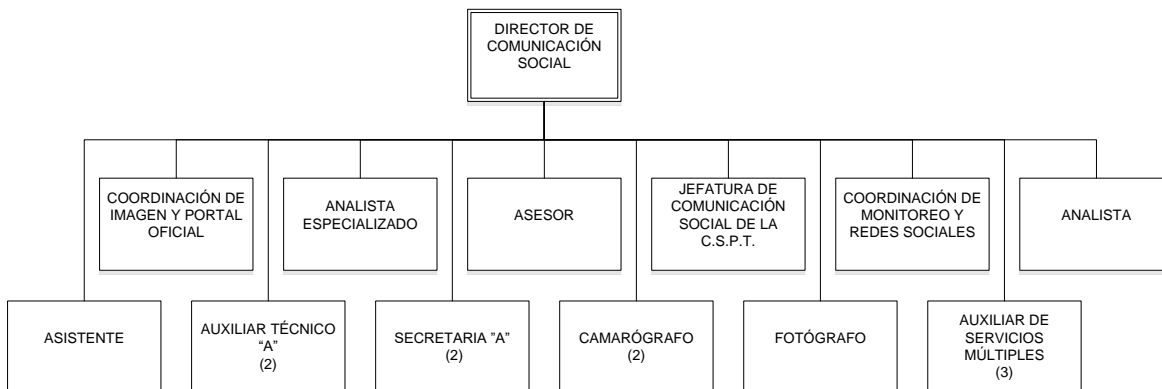 DIRECTOR DE
COMUNICACIÓN
SOCIAL
COORDINACIÓN DE
IMAGEN Y PORTAL
OFICIAL
ANALISTA
ESPECIALIZADO
ASESOR
JEFATURA DE
COMUNICACIÓN
SOCIAL DE LA
C.S.P.T.
COORDINACIÓN DE
MONITOREO Y
REDES SOCIALES
ANALISTA
ASISTENTE
AUXILIAR TÉCNICO
“A”
(2)
SECRETARIA ”A”
(2)
CAMARÓGRAFO
(2)
FOTÓGRAFO
AUXILIAR DE
SERVICIOS
MÚLTIPLES
(3)